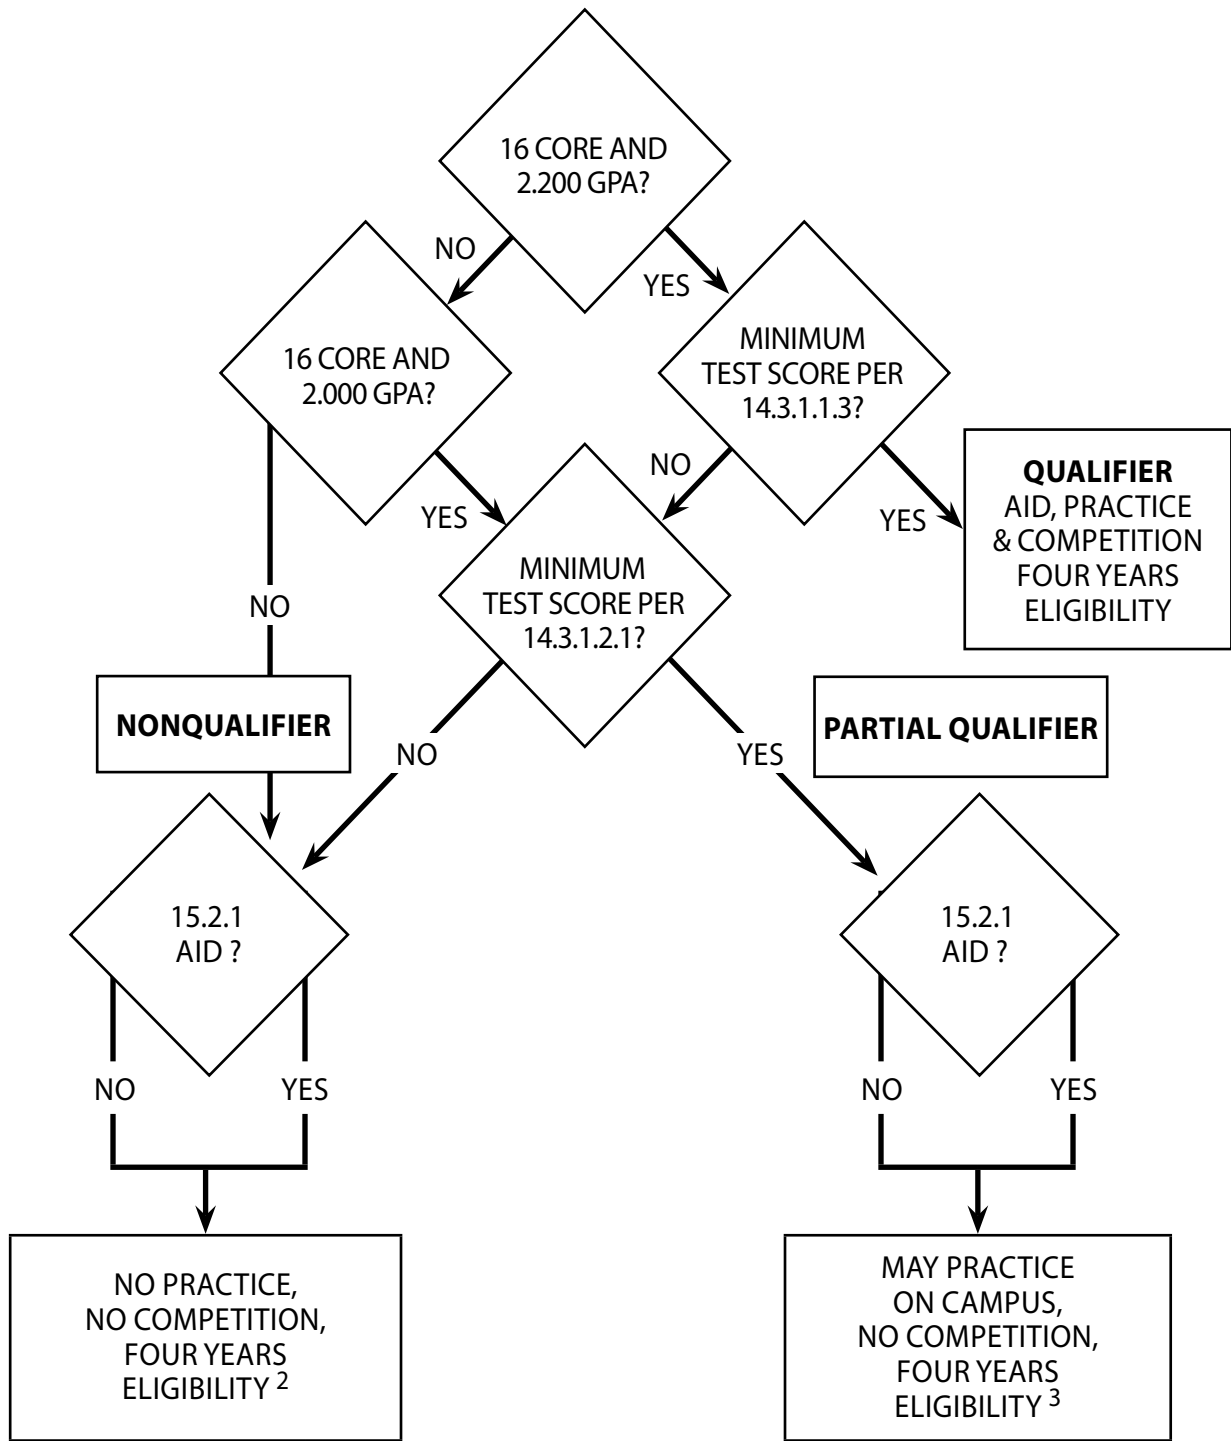 16 CORE AND
2.200 GPA?
NO
YES
16 CORE AND
2.000 GPA?
MINIMUM
TEST SCORE PER
14.3.1.1.3?
NO
YES
YES
QUALIFIER
AID, PRACTICE
& COMPETITION
FOUR YEARS
ELIGIBILITY
MINIMUM
TEST SCORE PER
14.3.1.2.1?
NO
NONQUALIFIER
NO
YES
PARTIAL QUALIFIER
15.2.1
AID ?
15.2.1
AID ?
NO
YES
NO
YES
NO PRACTICE,
NO COMPETITION,
FOUR YEARS
ELIGIBILITY 2
MAY PRACTICE
ON CAMPUS,
NO COMPETITION,
FOUR YEARS
ELIGIBILITY 3